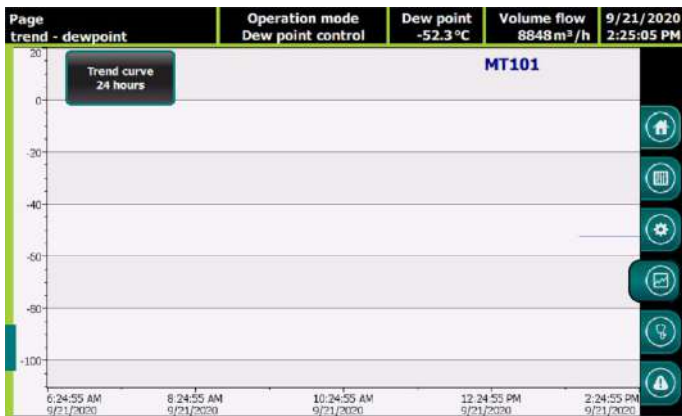 Page
trend - dewpoint
Operation mode
Dew point control
Dew point
-52.3°C
Volume flow
8848m³/h
9/21/2020
2:25:05 PM
Trend curve
24 hours
MT101
20
0
-20
-40
-60
-80
-100
6:24:55 AM
9/21/2020
8:24:55 AM
9/21/2020
10:24:55 AM
9/21/2020
12:24:55 PM
9/21/2020
2:24:55 PM
9/21/2020